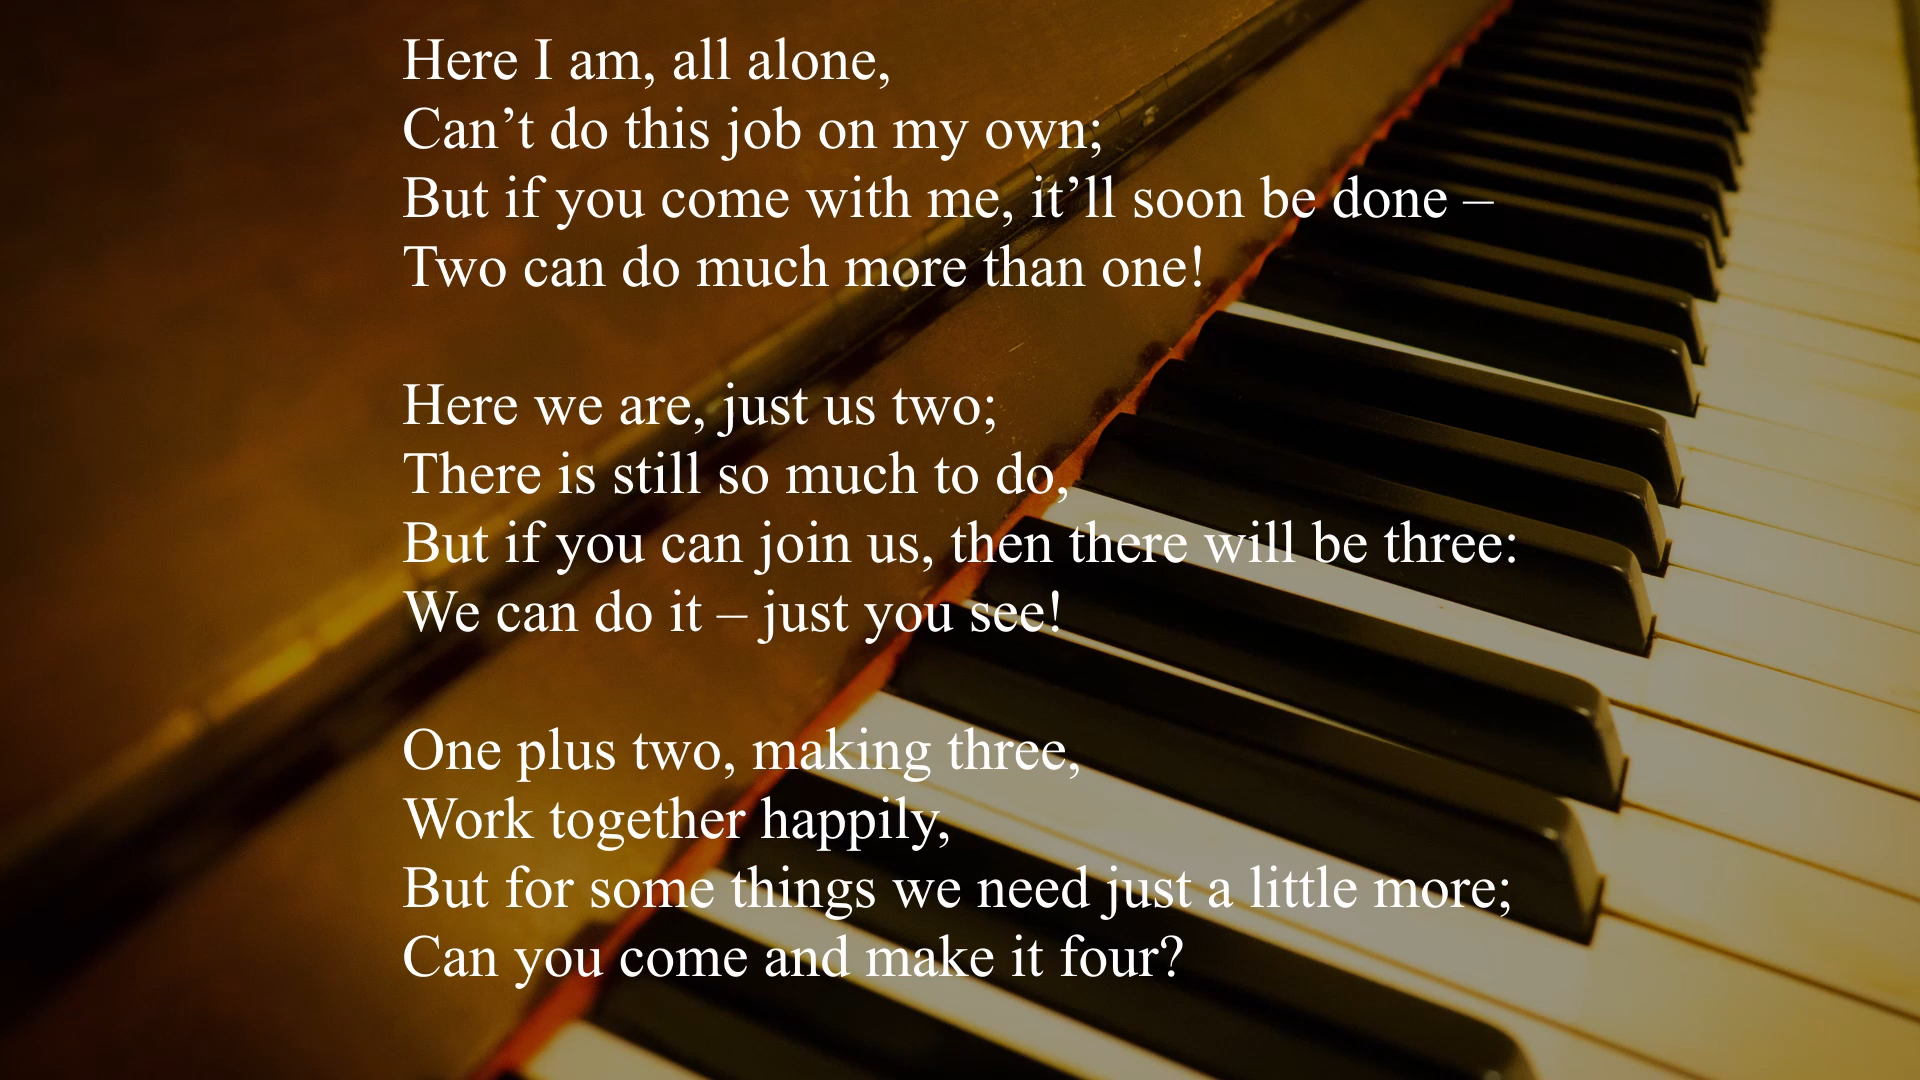 Here I am, all alone,
Can’t do this job on my own;
But if you come with me, it’ll soon be done –
Two can do much more than one!
Here we are, just us two;
There is still so much to do,
But if you can join us, then there will be three:
We can do it – just you see!
One plus two, making three,
Work together happily,
But for some things we need just a little more;
Can you come and make it four?